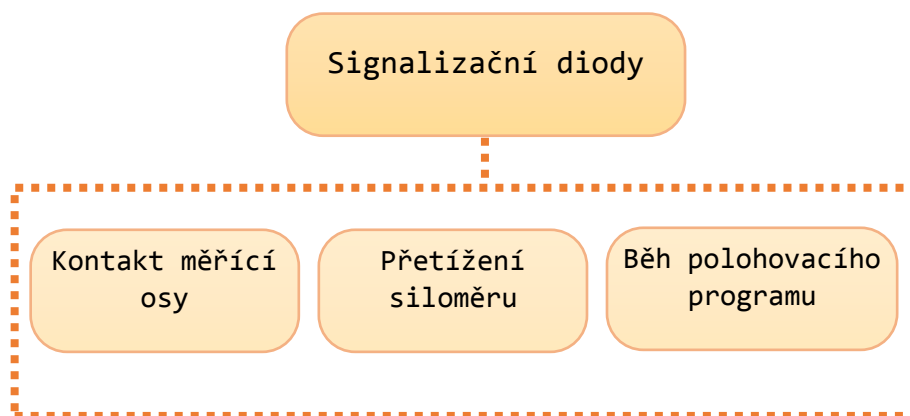 Signalizační diody
Kontakt měřící
osy
Přetížení
siloměru
Běh polohovacího
programu